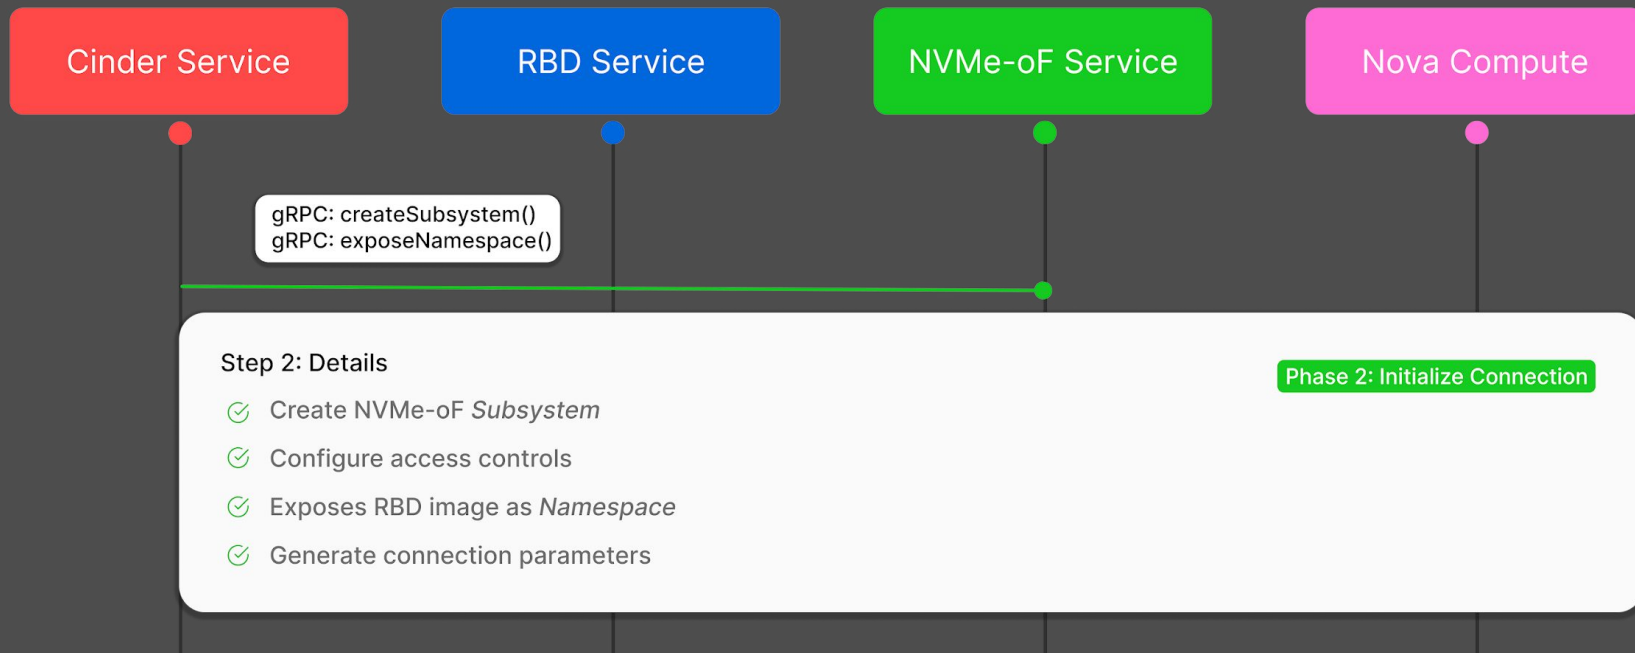 Cinder Service
RBD Service
NVMe-oF Service
Nova Compute
gRPC: createSubsystem()
gRPC: exposeNamespace()
Step 2: Details
Phase 2: Initialize Connection
Create NVMe-oF Subsystem
Configure access controls
Exposes RBD image as Namespace
Generate connection parameters